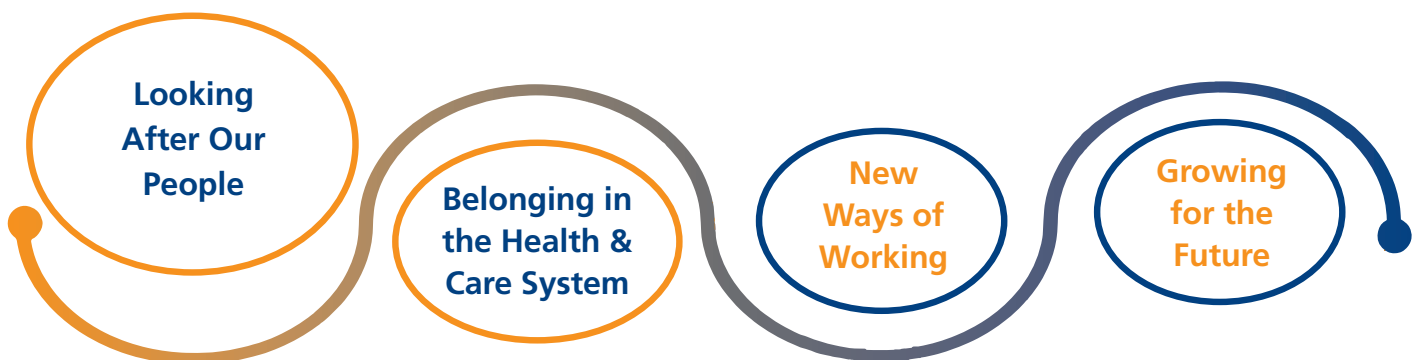 Looking
After Our
People
Belonging in
the Health &
Care System
New
Ways of
Working
Growing
for the
Future